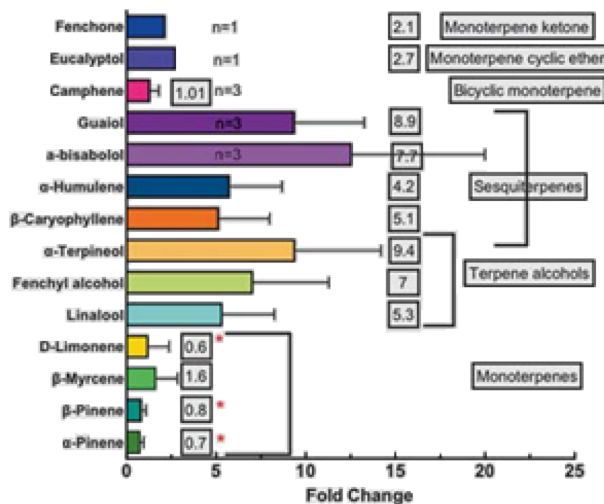 Fenchone n=1 2.1 Monoterpene ketone
Eucalyptol n=1 2.7 Monoterpene cyclic ether
Camphene 1.01 n=3 Bicyclic monoterpene
Guaiol n=3 8.9
a-bisabolol n=3 7.7
α-Humulene 4.2 Sesquiterpenes
β-Caryophyllene 5.1
α-Terpineol 9.4
Fenchyl alcohol 7 Terpene alcohols
Linalool 5.3
D-Limonene 0.6 *
β-Myrcene 1.6 Monoterpenes
β-Pinene 0.8 *
α-Pinene 0.7 *
0 5 10 15 20 25
Fold Change